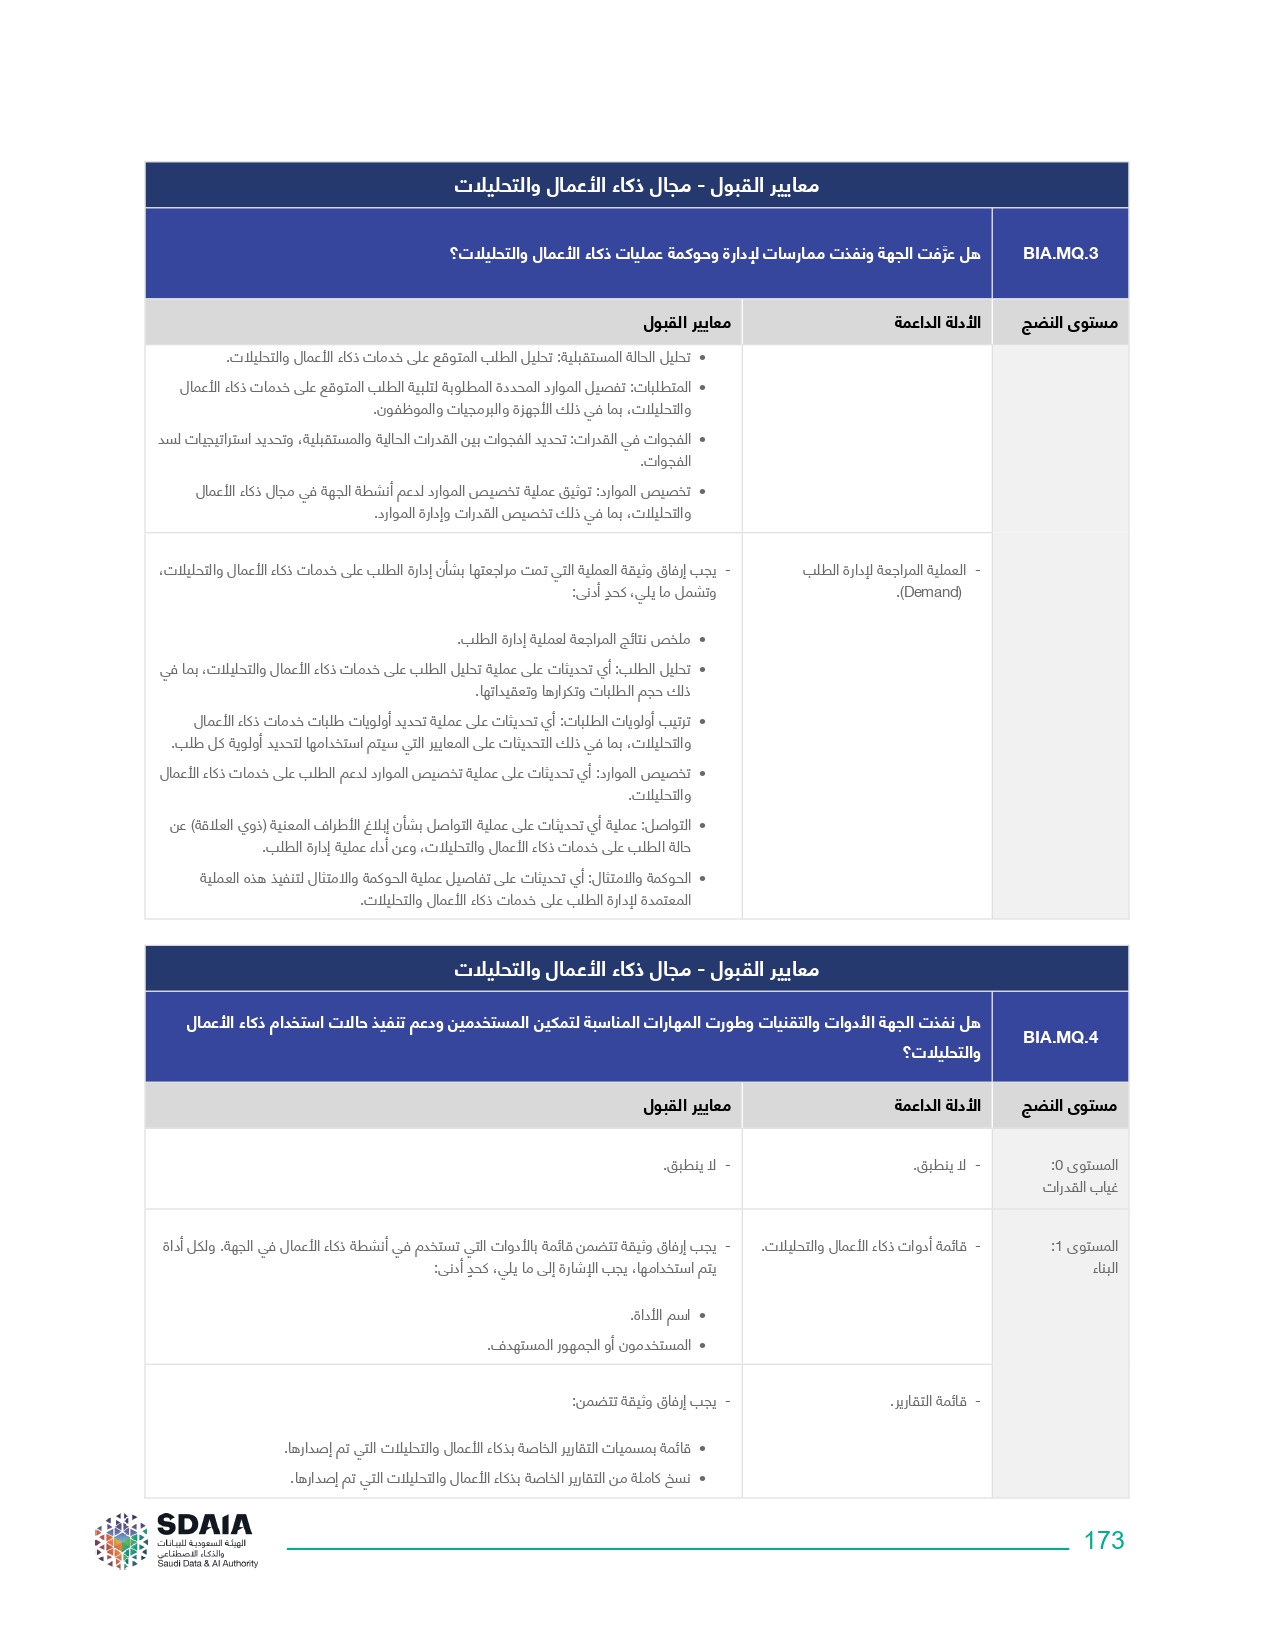 معايير القبول - مجال ذكاء الأعمال والتحليلات
BIA.MQ.3
هل عرَّفت الجهة ونفذت ممارسات لإدارة وحوكمة عمليات ذكاء الأعمال والتحليلات؟
مستوى النضج
الأدلة الداعمة
معايير القبول
• تحليل الحالة المستقبلية: تحليل الطلب المتوقع على خدمات ذكاء الأعمال والتحليلات.
• المتطلبات: تفصيل الموارد المحددة المطلوبة لتلبية الطلب المتوقع على خدمات ذكاء الأعمال
والتحليلات، بما في ذلك الأجهزة والبرمجيات والموظفون.
• الفجوات في القدرات: تحديد الفجوات بين القدرات الحالية والمستقبلية، وتحديد استراتيجيات لسد
الفجوات.
• تخصيص الموارد: توثيق عملية تخصيص الموارد لدعم أنشطة الجهة في مجال ذكاء الأعمال
والتحليلات، بما في ذلك تخصيص القدرات وإدارة الموارد.
- العملية المراجعة لإدارة الطلب
(Demand).
- يجب إرفاق وثيقة العملية التي تمت مراجعتها بشأن إدارة الطلب على خدمات ذكاء الأعمال والتحليلات،
وتشمل ما يلي، كحدِ أدنى:
• ملخص نتائج المراجعة لعملية إدارة الطلب.
• تحليل الطلب: أي تحديثات على عملية تحليل الطلب على خدمات ذكاء الأعمال والتحليلات، بما في
ذلك حجم الطلبات وتكرارها وتعقيداتها.
• ترتيب أولويات الطلبات: أي تحديثات على عملية تحديد أولويات طلبات خدمات ذكاء الأعمال
والتحليلات، بما في ذلك التحديثات على المعايير التي سيتم استخدامها لتحديد أولوية كل طلب.
• تخصيص الموارد: أي تحديثات على عملية تخصيص الموارد لدعم الطلب على خدمات ذكاء الأعمال
والتحليلات.
• التواصل: عملية أي تحديثات على عملية التواصل بشأن إبلاغ الأطراف المعنية (ذوي العلاقة) عن
حالة الطلب على خدمات ذكاء الأعمال والتحليلات، وعن أداء عملية إدارة الطلب.
• الحوكمة والامتثال: أي تحديثات على تفاصيل عملية الحوكمة والامتثال لتنفيذ هذه العملية
المعتمدة لإدارة الطلب على خدمات ذكاء الأعمال والتحليلات.
معايير القبول - مجال ذكاء الأعمال والتحليلات
BIA.MQ.4
هل نفذت الجهة الأدوات والتقنيات وطورت المهارات المناسبة لتمكين المستخدمين ودعم تنفيذ حالات استخدام ذكاء الأعمال
والتحليلات؟
مستوى النضج
الأدلة الداعمة
معايير القبول
المستوى 0:
غياب القدرات
- لا ينطبق.
- لا ينطبق.
المستوى 1:
البناء
- قائمة أدوات ذكاء الأعمال والتحليلات.
- يجب إرفاق وثيقة تتضمن قائمة بالأدوات التي تستخدم في أنشطة ذكاء الأعمال في الجهة. ولكل أداة
يتم استخدامها، يجب الإشارة إلى ما يلي، كحدٍ أدنى:
• اسم الأداة.
• المستخدمون أو الجمهور المستهدف.
- قائمة التقارير.
- يجب إرفاق وثيقة تتضمن:
• قائمة بمسميات التقارير الخاصة بذكاء الأعمال والتحليلات التي تم إصدارها.
• نسخ كاملة من التقارير الخاصة بذكاء الأعمال والتحليلات التي تم إصدارها.
SDAIA
الهيئة السعودية للبيانات
والذكاء الاصطناعي
Saudi Data & AI Authority
173